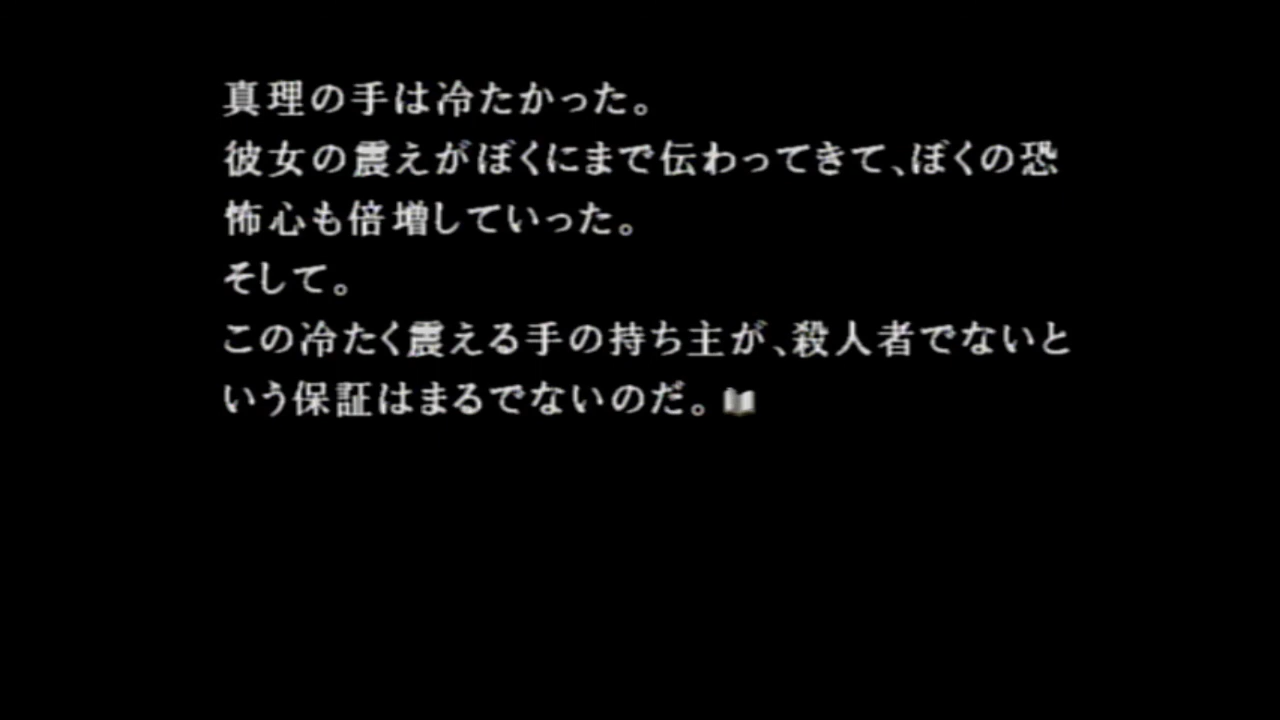 真理の手は冷たかった。
彼女の震えがぼくにまで伝わってきて、ぼくの恐
怖心も倍増していった。
そして。
この冷たく震える手の持ち主が、殺人者でないと
いう保証はまるでないのだ。